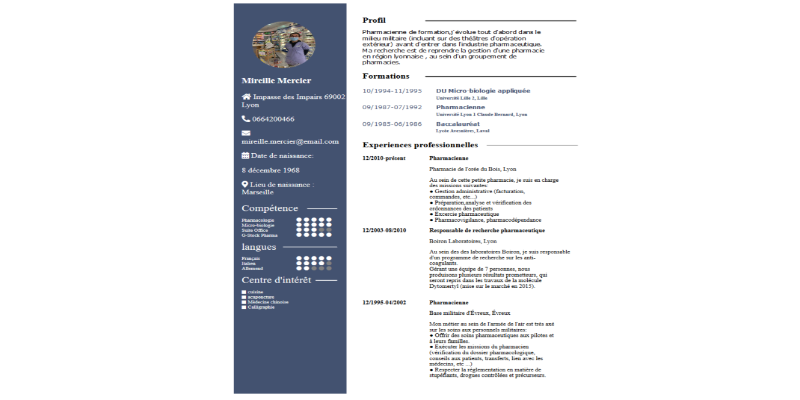 Mireille Mercier
Impasse des Impairs 69002
Lyon
0664200466
mireille.mercier@email.com
Date de naissance:
8 décembre 1968
Lieu de naissance :
Marseille
Compétence
Pharmacologie
Micro-biologie
Suite Office
G-Stock Pharma
langues
Français
Italien
Allemand
Centre d'intérêt
cuisine
acuponcture
Médecine chinoise
Calligraphie
Profil
Pharmacienne de formation,j'évolue tout d'abord dans le
milieu militaire (incluant sur des théâtres d'opération
extérieur) avant d'entrer dans l'industrie pharmaceutique.
Ma recherche est de reprendre la gestion d'une pharmacie
en région lyonnaise , au sein d'un groupement de
pharmacies.
Formations
10/1994-11/1995 DU Micro biologie appliquée
Université Lille 2, Lille
09/1987-07/1992 Pharmacienne
Université Lyon 1 Claude Bernard, Lyon
09/1985-06/1986 Baccalauréat
Lycée Avenières, Laval
Experiences professionnelles
12/2010-présent Pharmacienne
Pharmacie de l'orée du Bois, Lyon
Au sein de cette petite pharmacie, je suis en charge
des missions suivantes:
● Gestion administrative (facturation,
commandes, etc...)
● Préparation,analyse et vérification des
ordonnances des patients
● Excercie pharmaceutique
● Pharmacovigilance, pharmacodépendance
12/2003-09/2010 Responsable de recherche pharmaceutique
Boiron Laboratoires, Lyon
Au sein des des laboratoires Boiron, je suis responsable
d'un programme de recherche sur les anti-
coagulants.
Gérant une équipe de 7 personnes, nous
produisions plusieurs résultats prometteurs, qui
seront repris dans les travaux de la molécule
Dytomertyl (mise sur le marché en 2015).
12/1995-04/2002 Pharmacienne
Base militaire d'Évreux, Évreux
Mon métier au sein de l'armée de l'air est très axé
sur les soins aux personnels militaires:
● Offrir des soins pharmaceutiques aux pilotes et
à leurs familles.
● Exécuter les missions du pharmacien
(vérification du dossier pharmacologique,
conseils aux patients, transferts, lien avec les
médecins, etc ...)
● Respecter la réglementation en matière de
stupéfiants, drogues contrôlées et précurseurs.